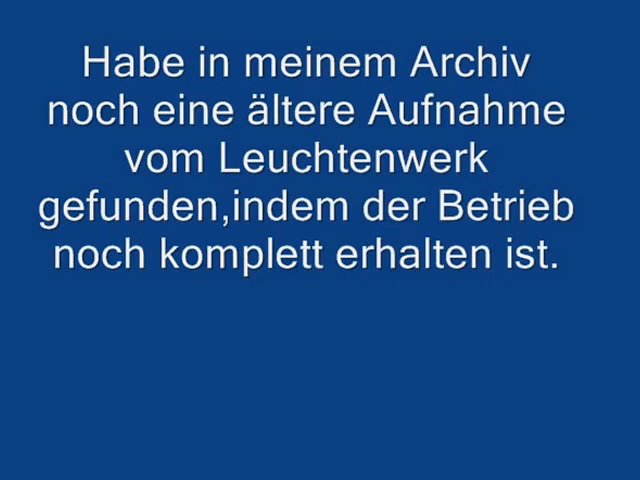 Habe in meinem Archiv
noch eine ältere Aufnahme
vom Leuchtenwerk
gefunden,indem der Betrieb
noch komplett erhalten ist.